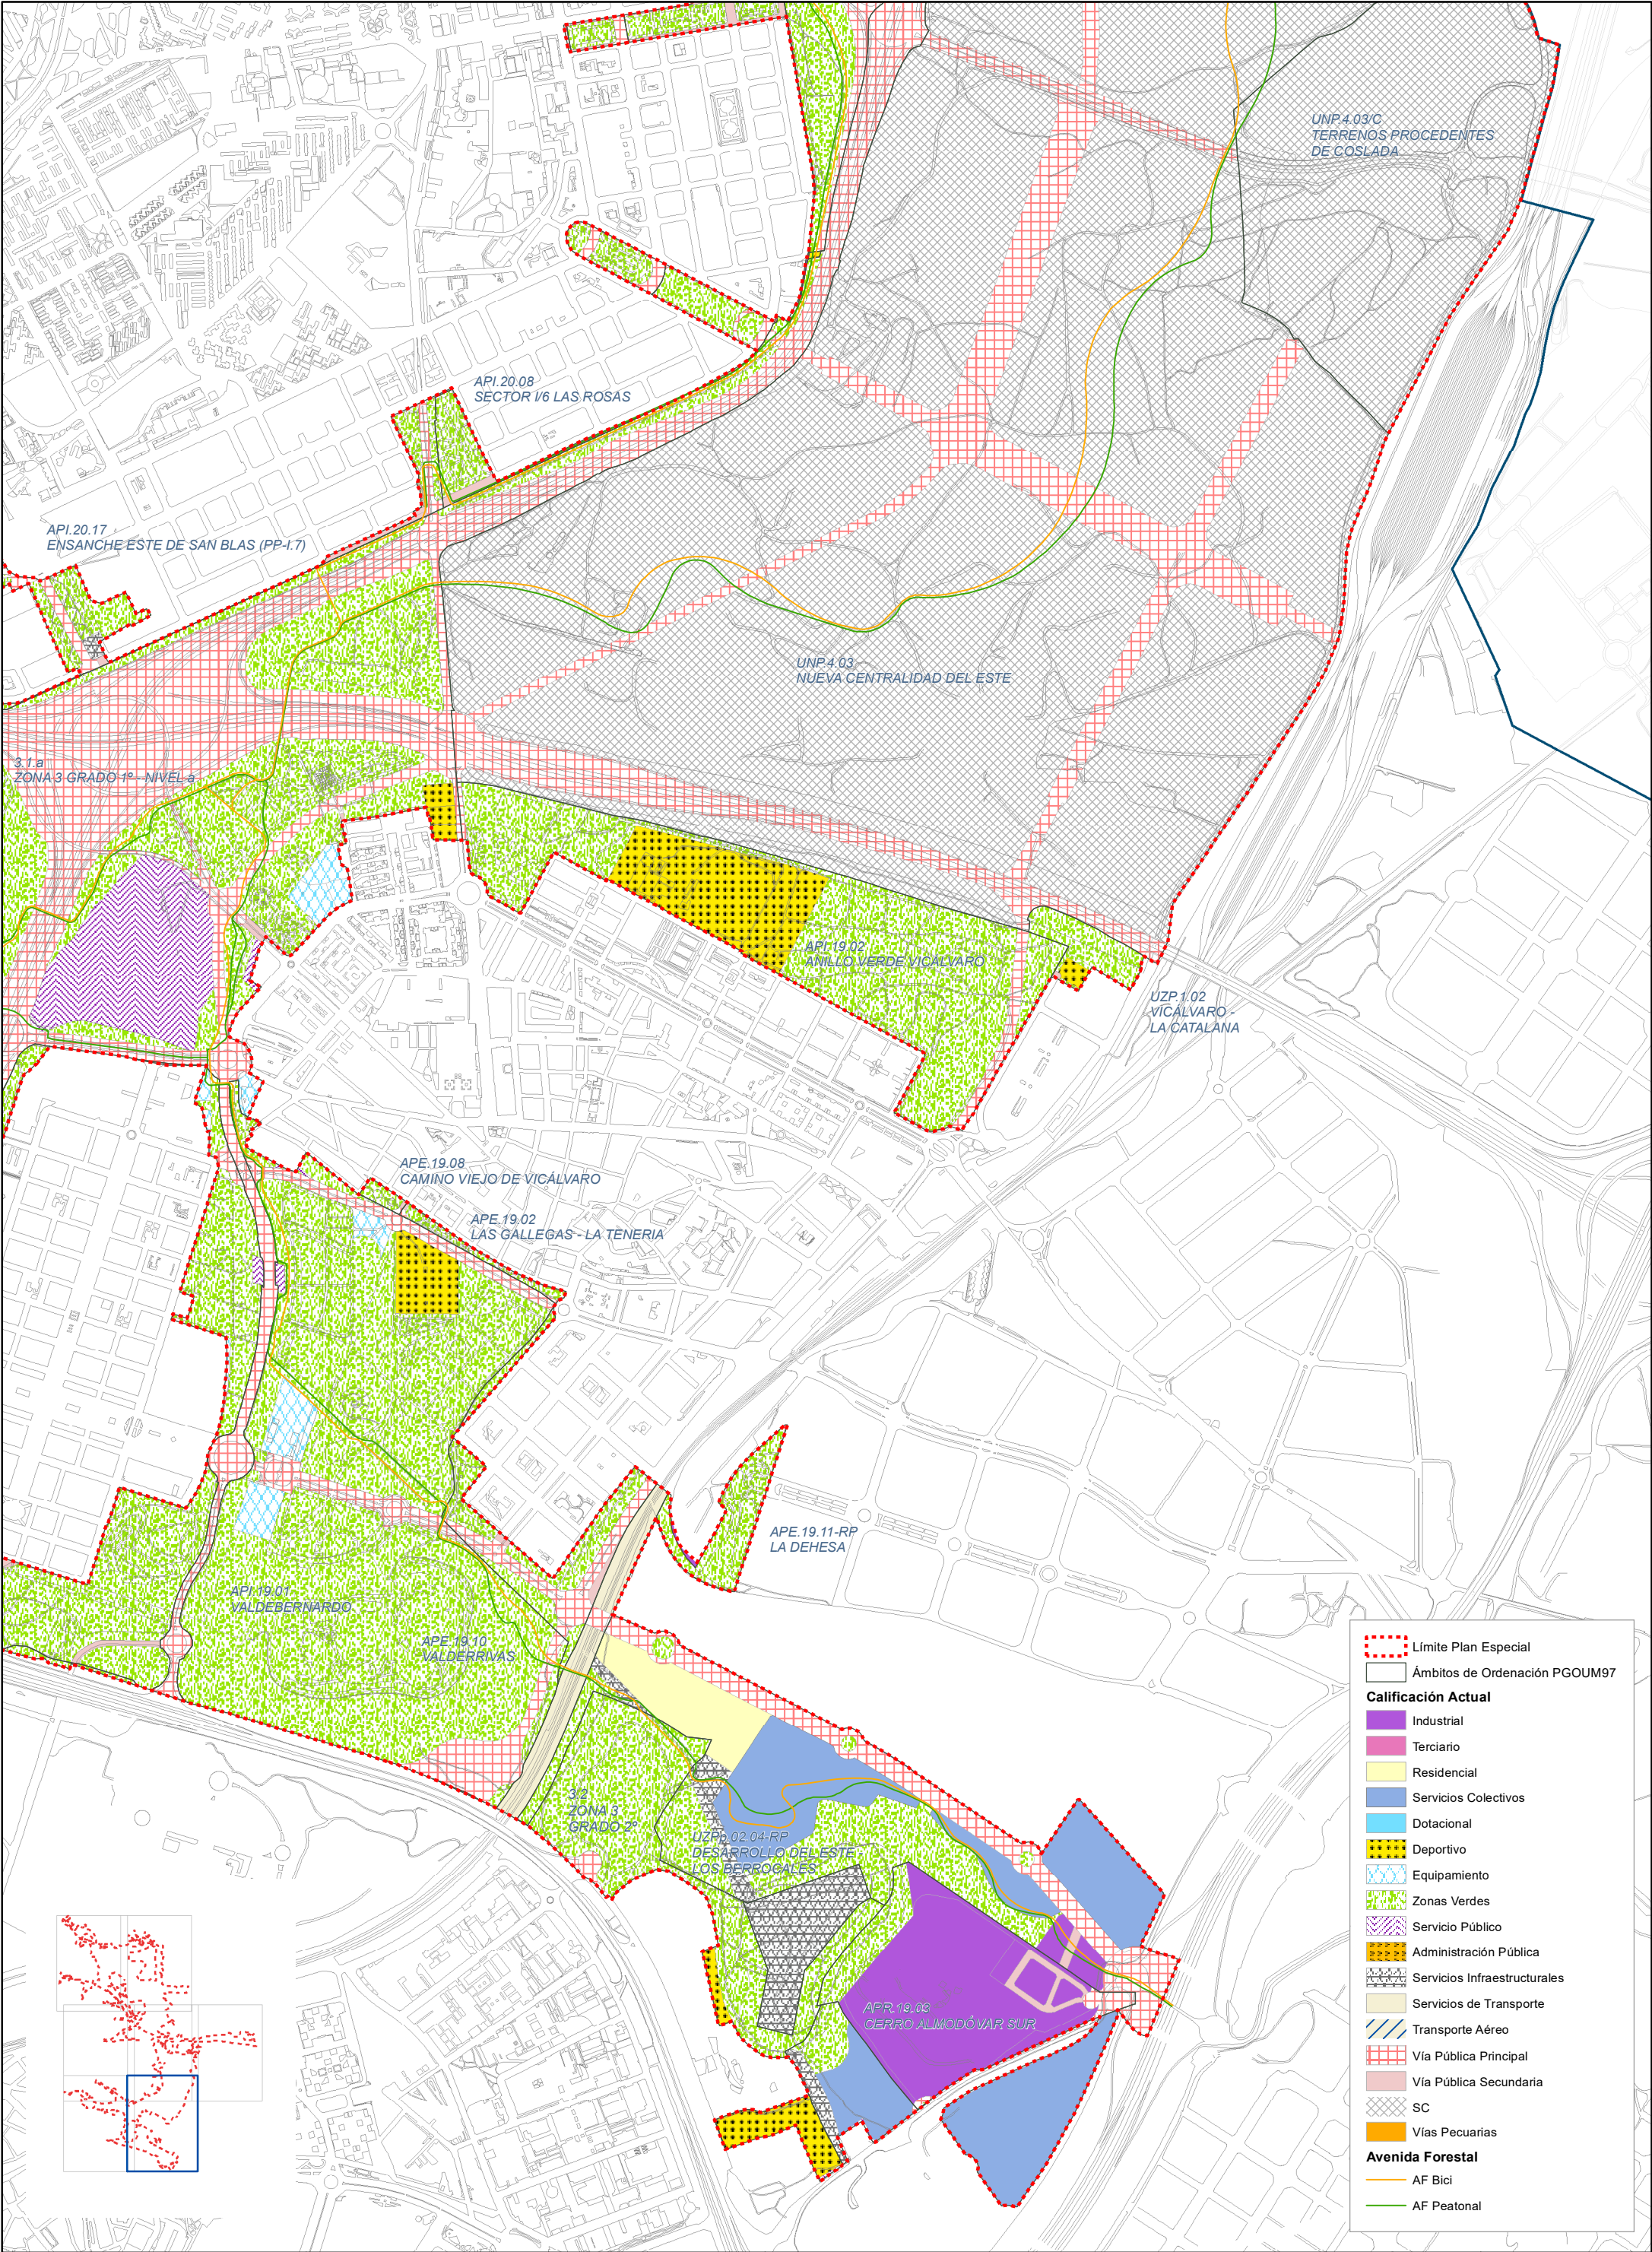 UNP.4.03/C
TERRENOS PROCEDENTES
DE COSLADA
API.20.08
SECTOR I/6 LAS ROSAS
API.20.17
ENSANCHE ESTE DE SAN BLAS (PP-I.7)
UNP.4.03
NUEVA CENTRALIDAD DEL ESTE
3.1.a
ZONA 3 GRADO 1º - NIVEL a
API.19.02
ANILLO VERDE VICÁLVARO
UZP.1.02
VICÁLVARO -
LA CATALANA
APE.19.08
CAMINO VIEJO DE VICÁLVARO
APE.19.02
LAS GALLEGAS - LA TENERIA
APE.19.11-RP
LA DEHESA
API.19.01
VALDEBERNARDO
APE.19.10
VALDERRIVAS
3.2
ZONA 3
GRADO 2º
UZPp.02.04-RP
DESARROLLO DEL ESTE -
LOS BERROCALES
APR.19.03
CERRO ALMODÓVAR SUR
Límite Plan Especial
Ámbitos de Ordenación PGOUM97
Calificación Actual
Industrial
Terciario
Residencial
Servicios Colectivos
Dotacional
Deportivo
Equipamiento
Zonas Verdes
Servicio Público
Administración Pública
Servicios Infraestructurales
Servicios de Transporte
Transporte Aéreo
Vía Pública Principal
Vía Pública Secundaria
SC
Vías Pecuarias
Avenida Forestal
AF Bici
AF Peatonal